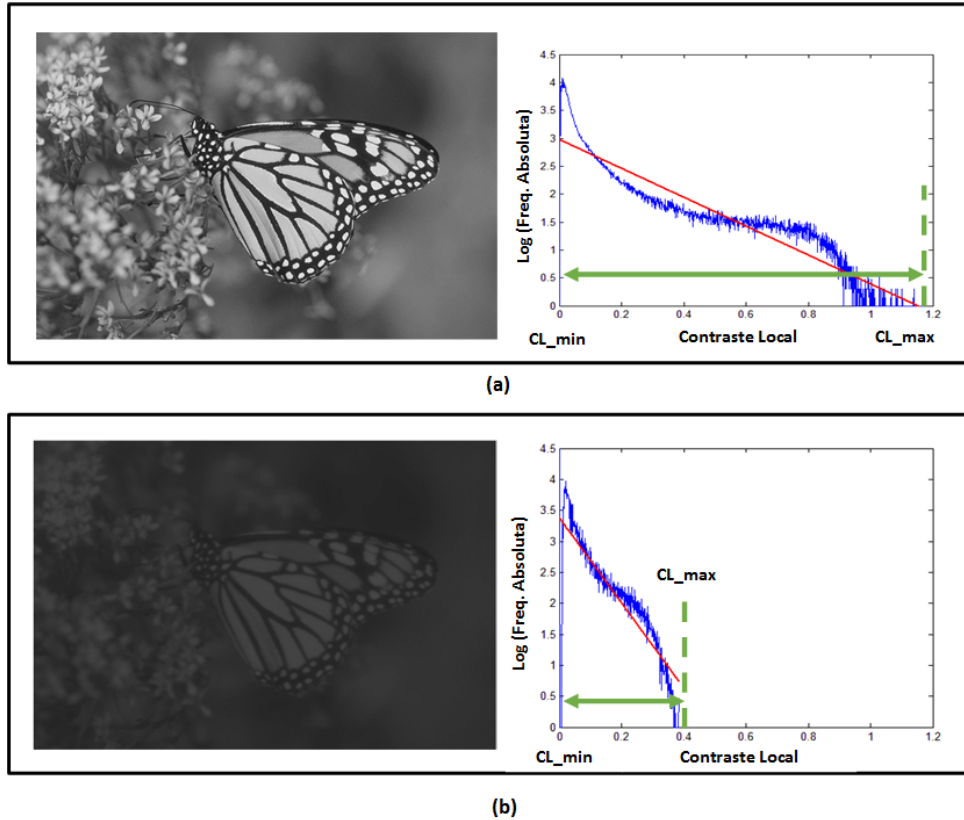 4.5
4
3.5
3
2.5
2
1.5
1
0.5
0
Log (Freq. Absoluta)
0 0.2 0.4 0.6 0.8 1 1.2
CL_min Contraste Local CL_max
(a)
4.5
4
3.5
3
2.5
2
1.5
1
0.5
0
Log (Freq. Absoluta)
CL_max
0 0.2 0.4 0.6 0.8 1 1.2
CL_min Contraste Local
(b)